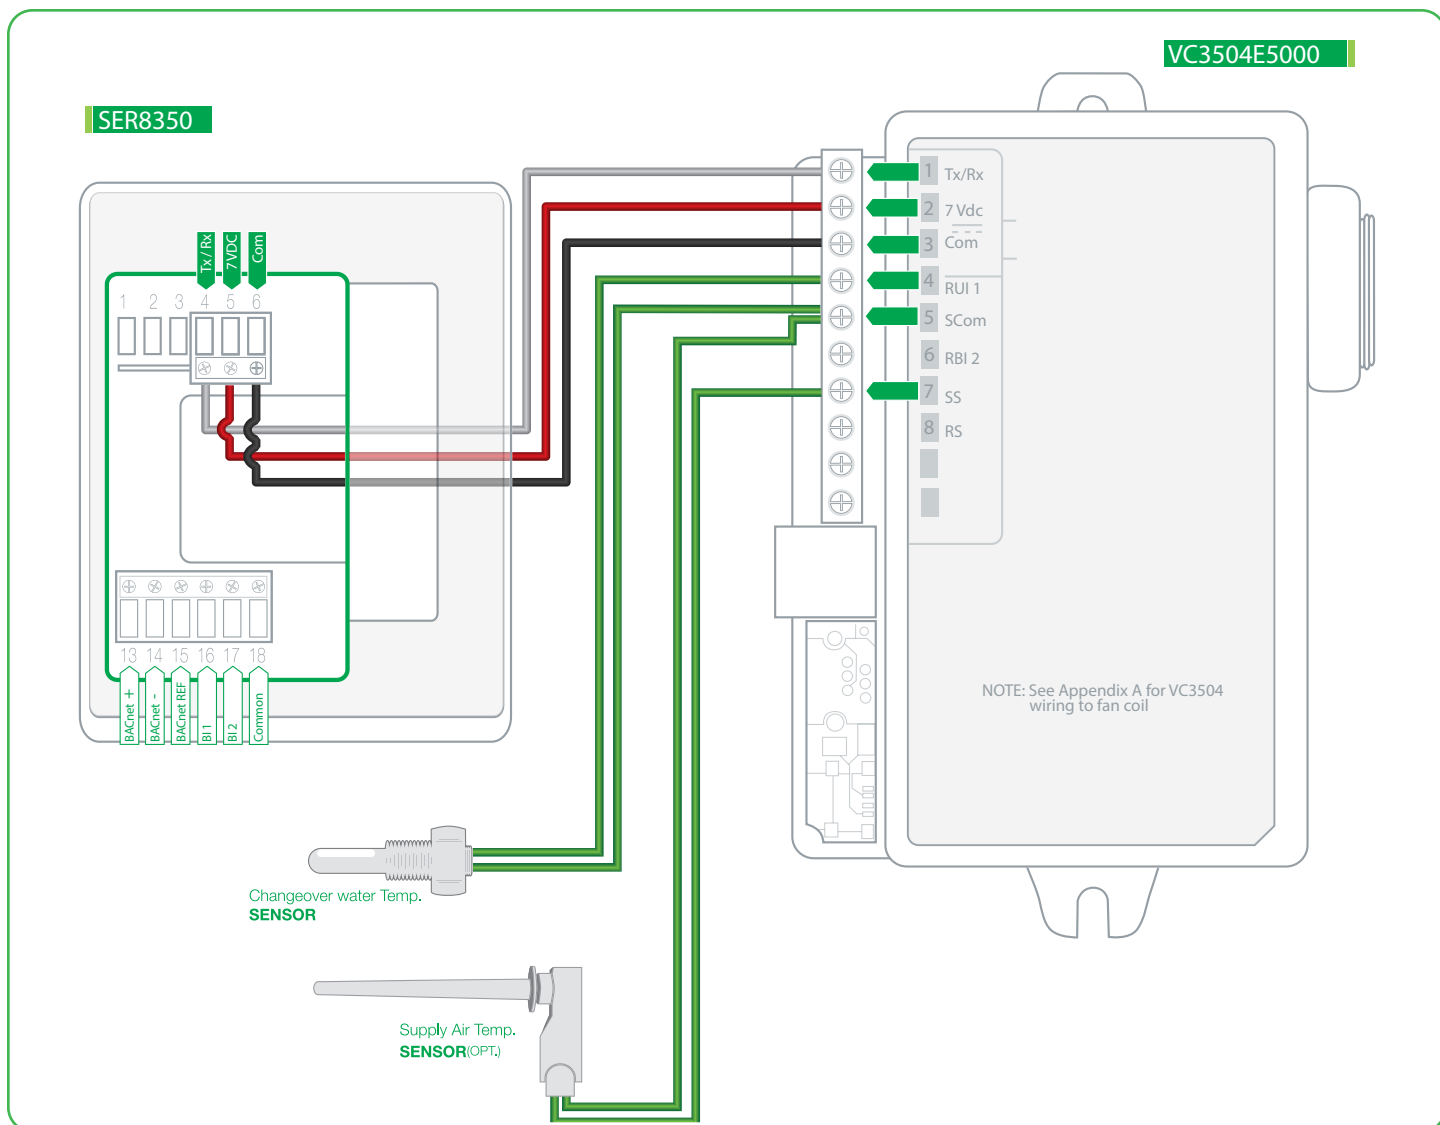 VC3504E5000
SER8350
Tx / Rx
7 VDC
Com
1 2 3 4 5 6
13 14 15 16 17 18
BACnet +
BACnet -
BACnet REF
BI 1
BI 2
Common
1 Tx/Rx
2 7 Vdc
3 Com
4 RUI 1
5 SCom
6 RBI 2
7 SS
8 RS
NOTE: See Appendix A for VC3504
wiring to fan coil
Changeover water Temp.
SENSOR
Supply Air Temp.
SENSOR(OPT.)